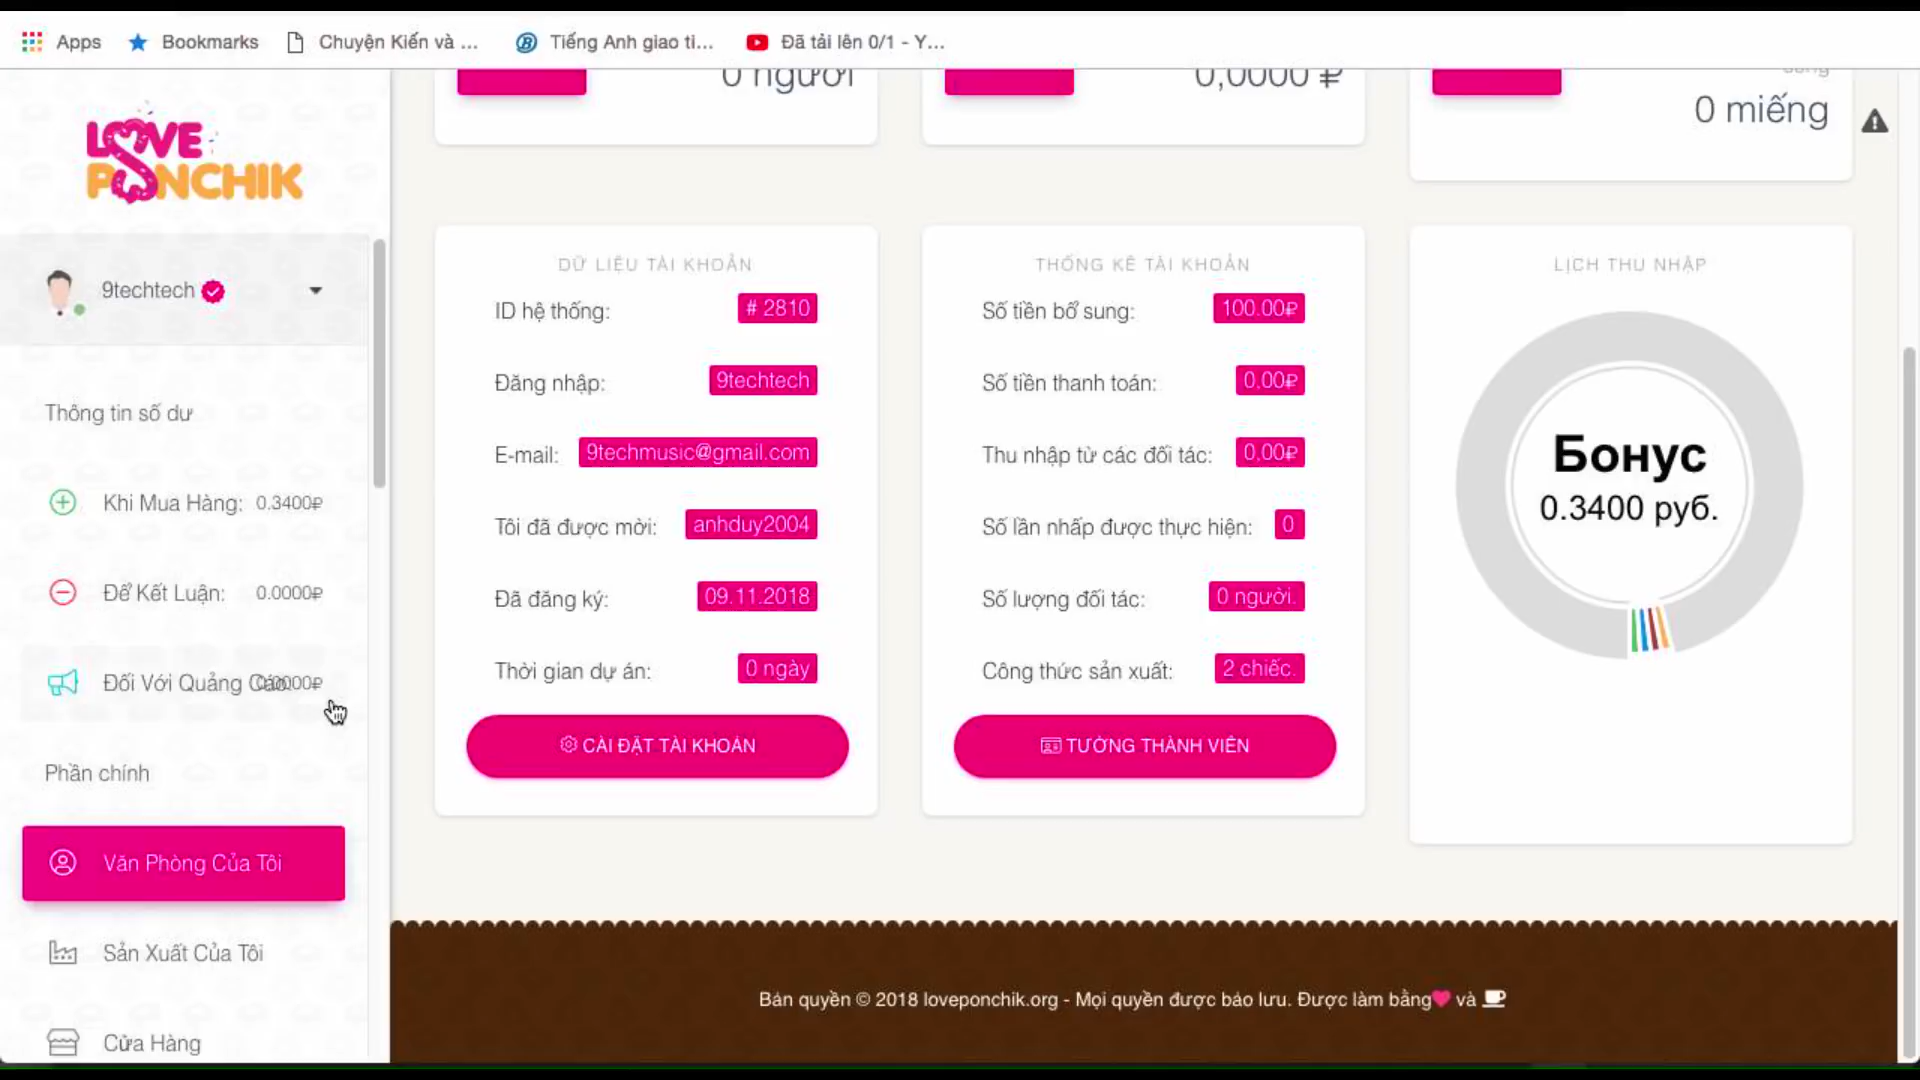 Apps
Bookmarks
Chuyện Kiến và ...
Tiếng Anh giao ti...
Đã tải lên 0/1 - Y...
LOVE
PONCHIK
9techtech
Thông tin số dư
Khi Mua Hàng: 0.3400₽
Để Kết Luận: 0.0000₽
Đối Với Quảng Cáo: 0.0000₽
Phần chính
Văn Phòng Của Tôi
Sản Xuất Của Tôi
Cửa Hàng
0 người
0,0000 ₽
0 miếng
DỮ LIỆU TÀI KHOẢN
ID hệ thống: # 2810
Đăng nhập: 9techtech
E-mail: 9techmusic@gmail.com
Tôi đã được mời: anhduy2004
Đã đăng ký: 09.11.2018
Thời gian dự án: 0 ngày
CÀI ĐẶT TÀI KHOẢN
THỐNG KÊ TÀI KHOẢN
Số tiền bổ sung: 100.00₽
Số tiền thanh toán: 0,00₽
Thu nhập từ các đối tác: 0,00₽
Số lần nhấp được thực hiện: 0
Số lượng đối tác: 0 người.
Công thức sản xuất: 2 chiếc.
TƯỜNG THÀNH VIÊN
LỊCH THU NHẬP
Бонус
0.3400 руб.
Bản quyền © 2018 loveponchik.org - Mọi quyền được bảo lưu. Được làm bằng và